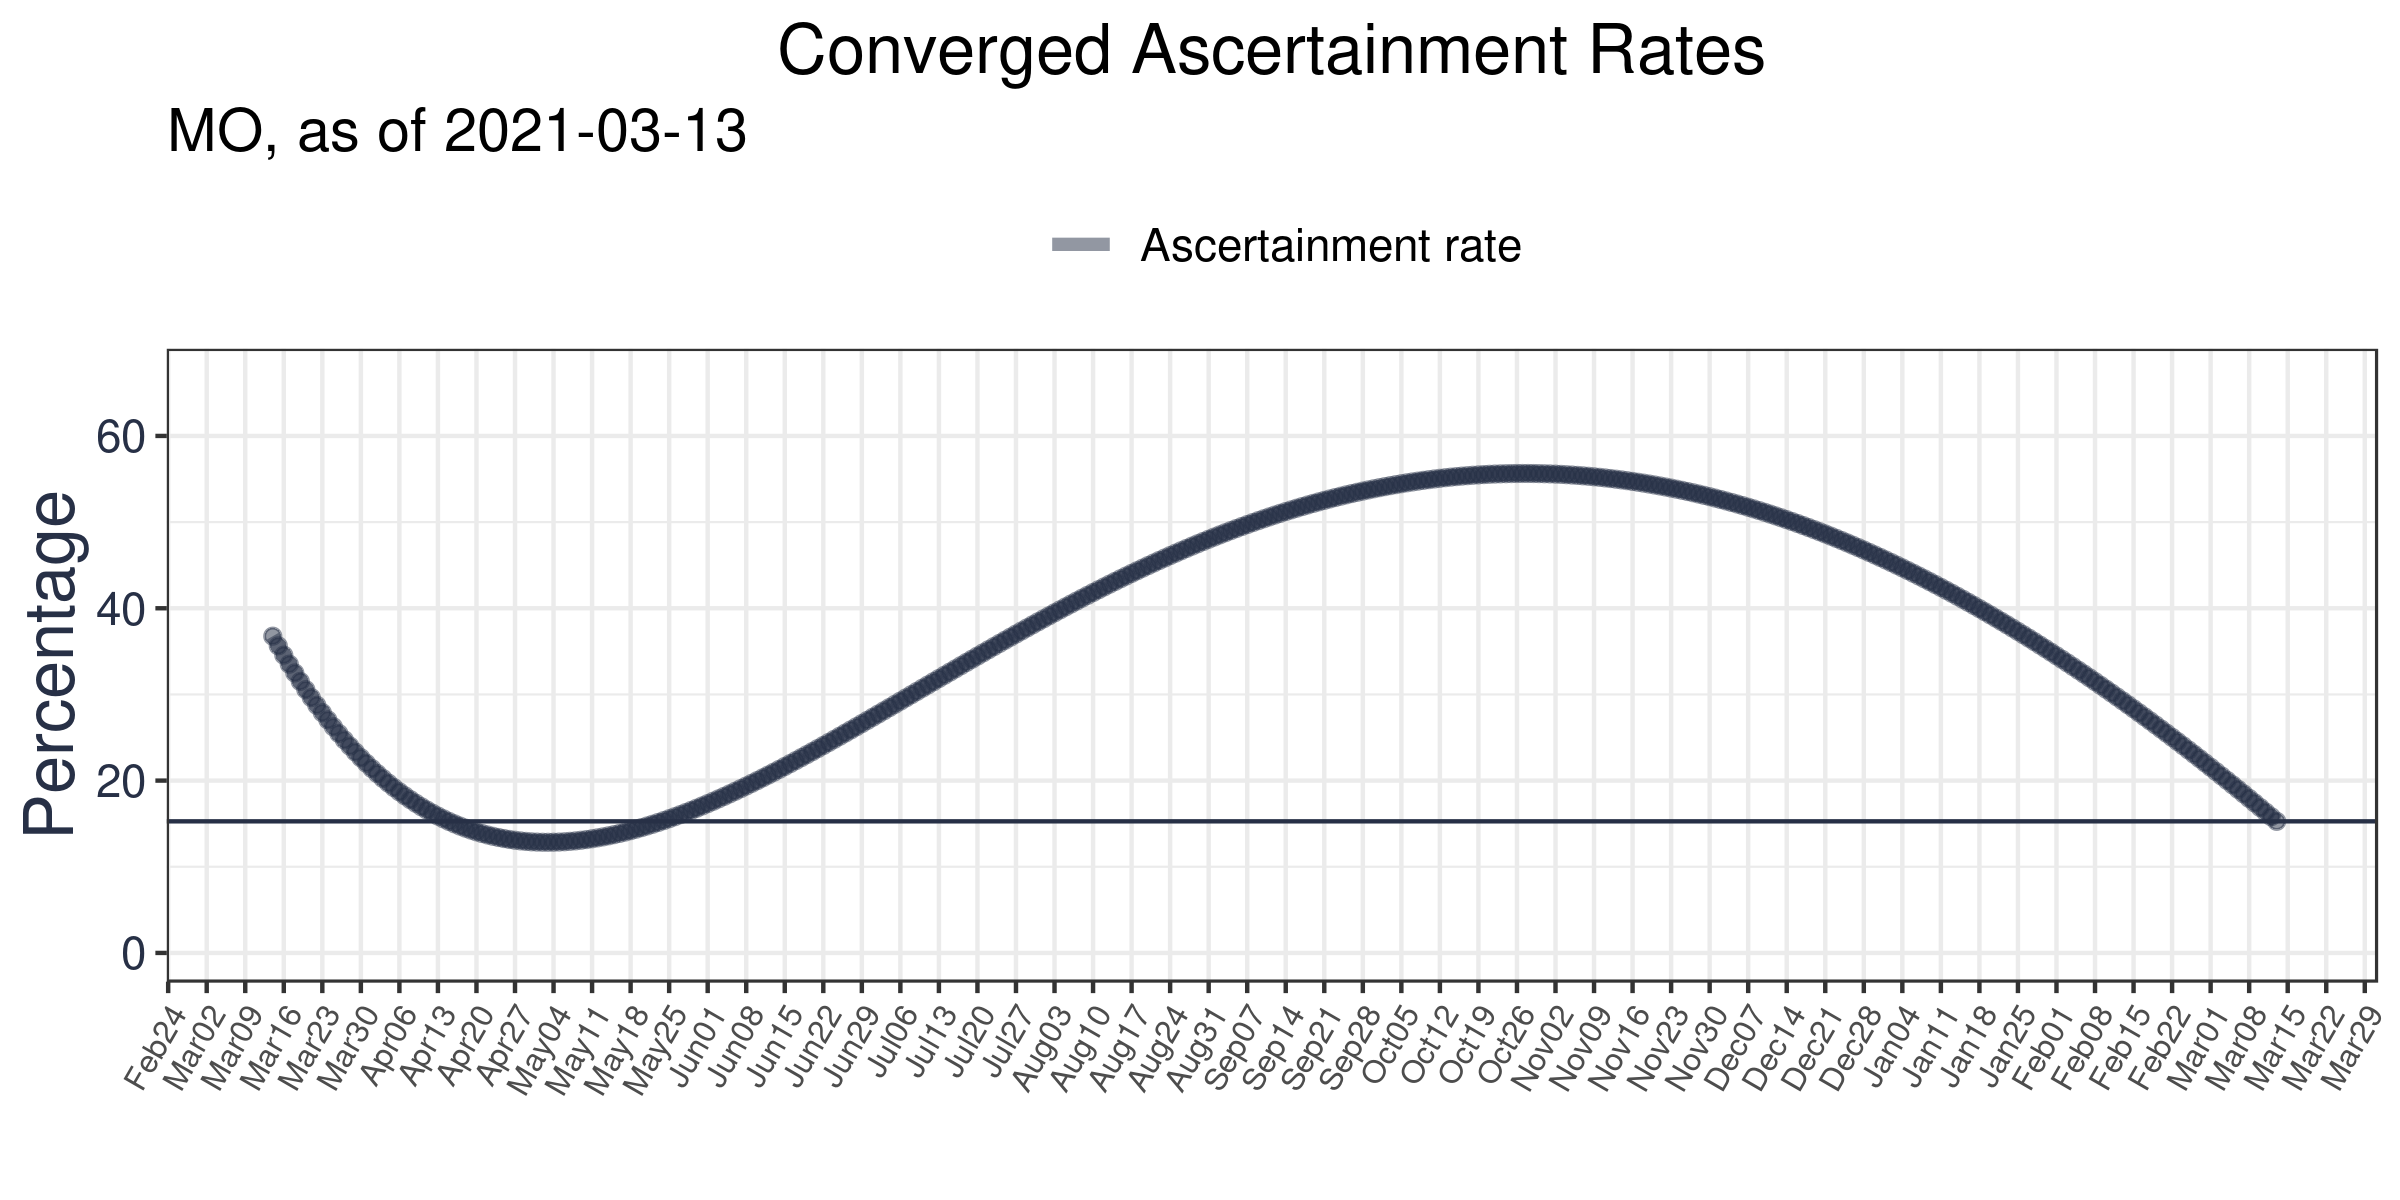 Converged Ascertainment Rates
MO, as of 2021-03-13
Ascertainment rate
Percentage
60
40
20
0
Feb24 Mar02 Mar09 Mar16 Mar23 Mar30 Apr06 Apr13 Apr20 Apr27 May04 May11 May18 May25 Jun01 Jun08 Jun15 Jun22 Jun29 Jul06 Jul13 Jul20 Jul27 Aug03 Aug10 Aug17 Aug24 Aug31 Sep07 Sep14 Sep21 Sep28 Oct05 Oct12 Oct19 Oct26 Nov02 Nov09 Nov16 Nov23 Nov30 Dec07 Dec14 Dec21 Dec28 Jan04 Jan11 Jan18 Jan25 Feb01 Feb08 Feb15 Feb22 Mar01 Mar08 Mar15 Mar22 Mar29